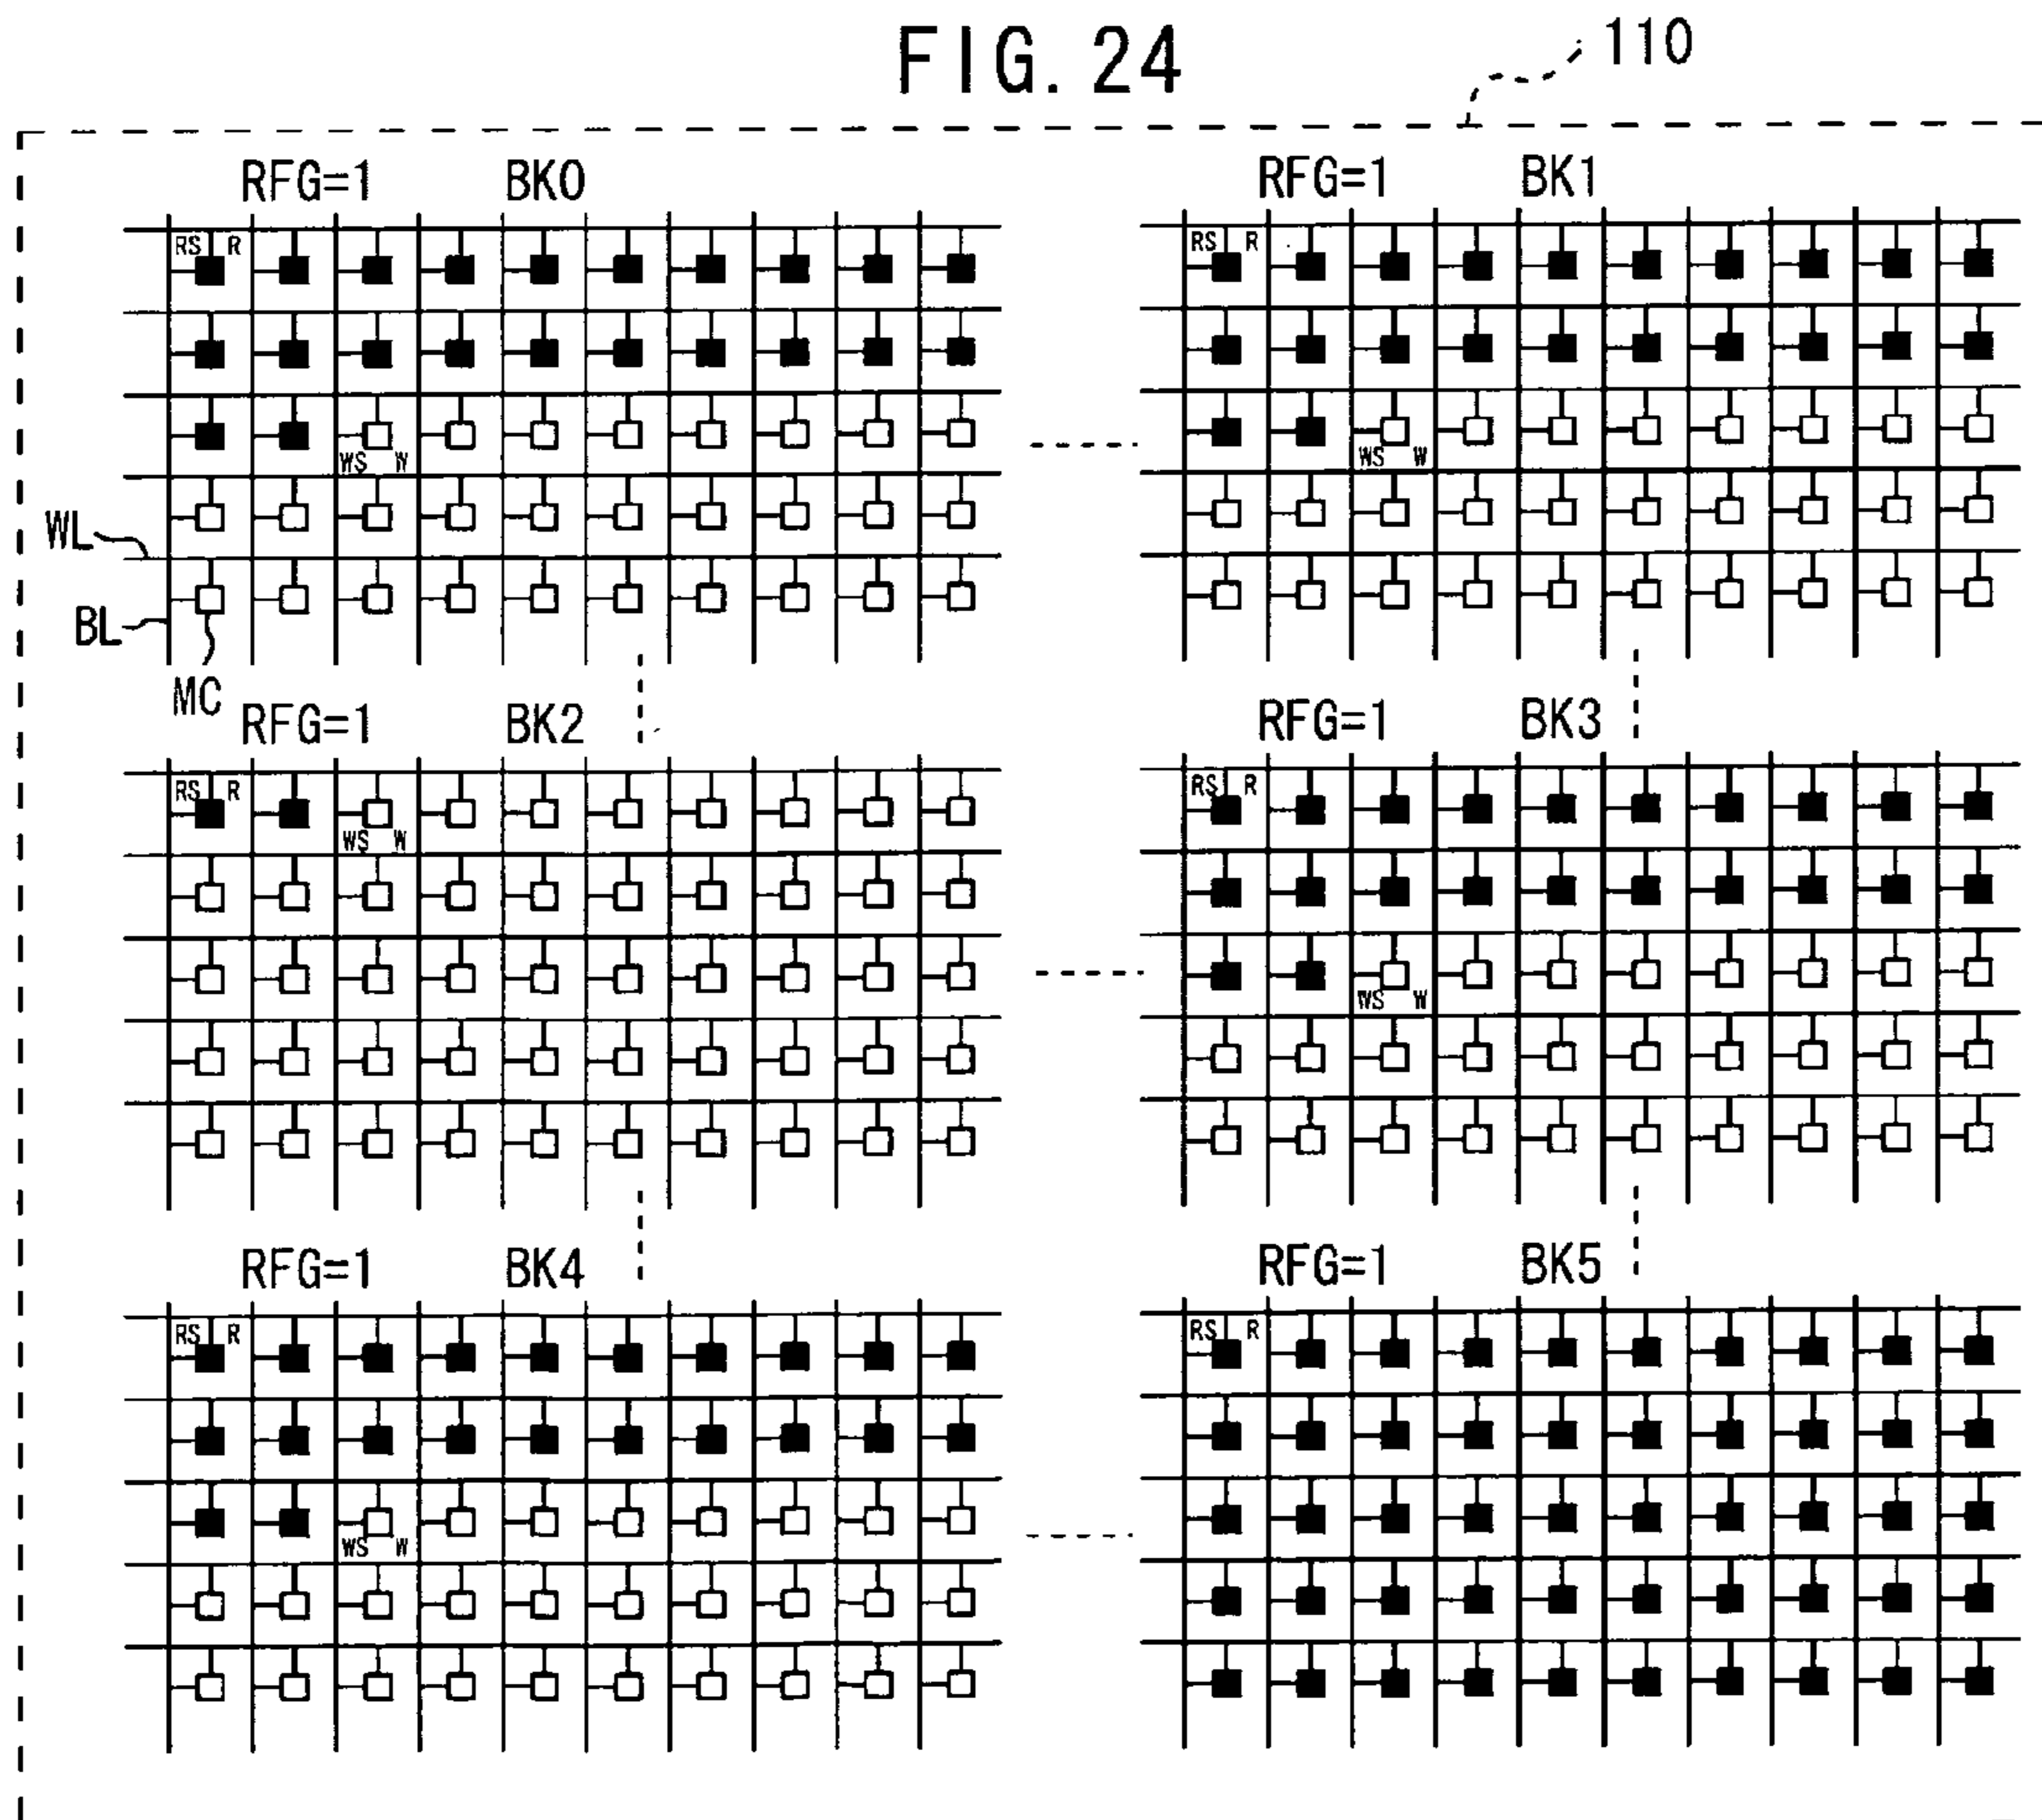 FIG. 24
110
RFG=1 BK0
RS R
WS W
WL
BL
MC
RFG=1 BK1
RS R
WS W
RFG=1 BK2
RS R
WS W
RFG=1 BK3
RS R
WS W
RFG=1 BK4
RS R
WS W
RFG=1 BK5
RS R